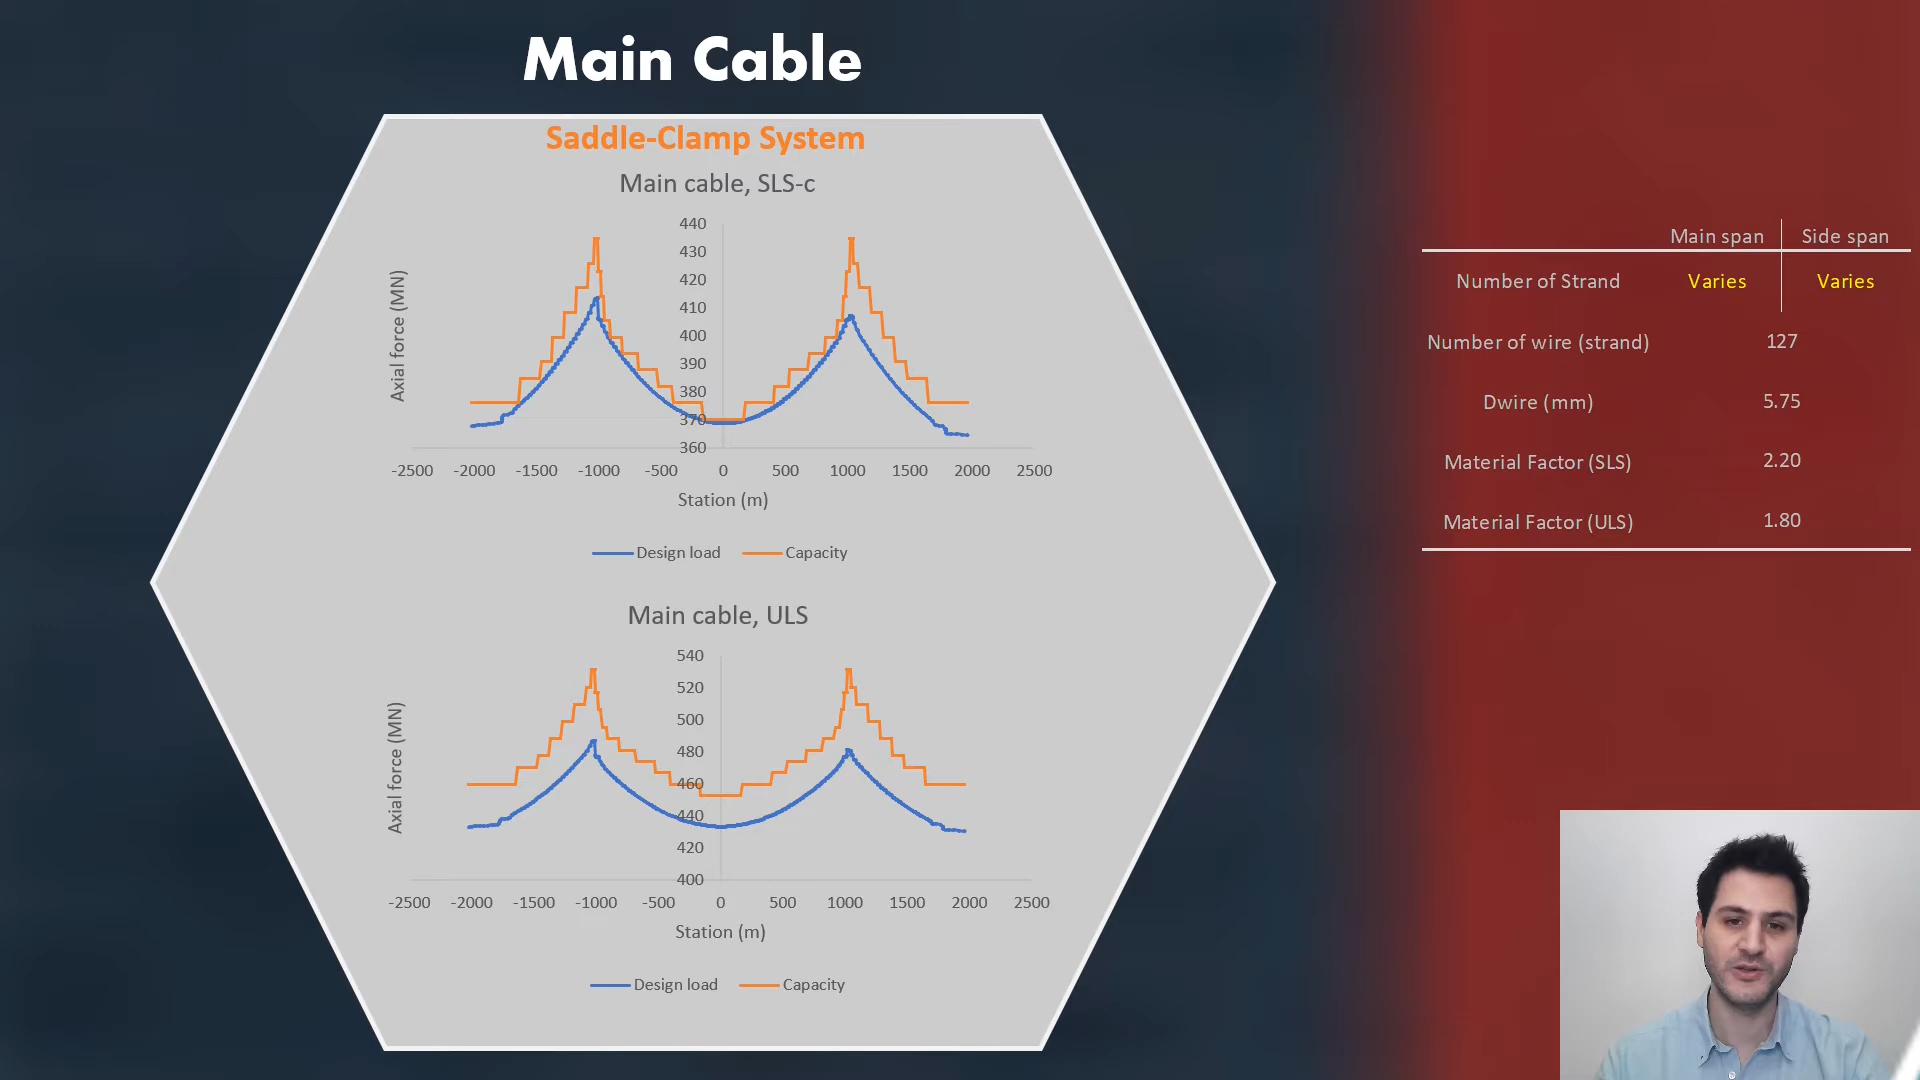 Main Cable
Saddle-Clamp System
Main cable, SLS-c
Axial force (MN)
440
430
420
410
400
390
380
370
360
-2500 -2000 -1500 -1000 -500 0 500 1000 1500 2000 2500
Station (m)
Design load Capacity
Main cable, ULS
Axial force (MN)
540
520
500
480
460
440
420
400
-2500 -2000 -1500 -1000 -500 0 500 1000 1500 2000 2500
Station (m)
Design load Capacity
Main span Side span
Number of Strand Varies Varies
Number of wire (strand) 127
Dwire (mm) 5.75
Material Factor (SLS) 2.20
Material Factor (ULS) 1.80